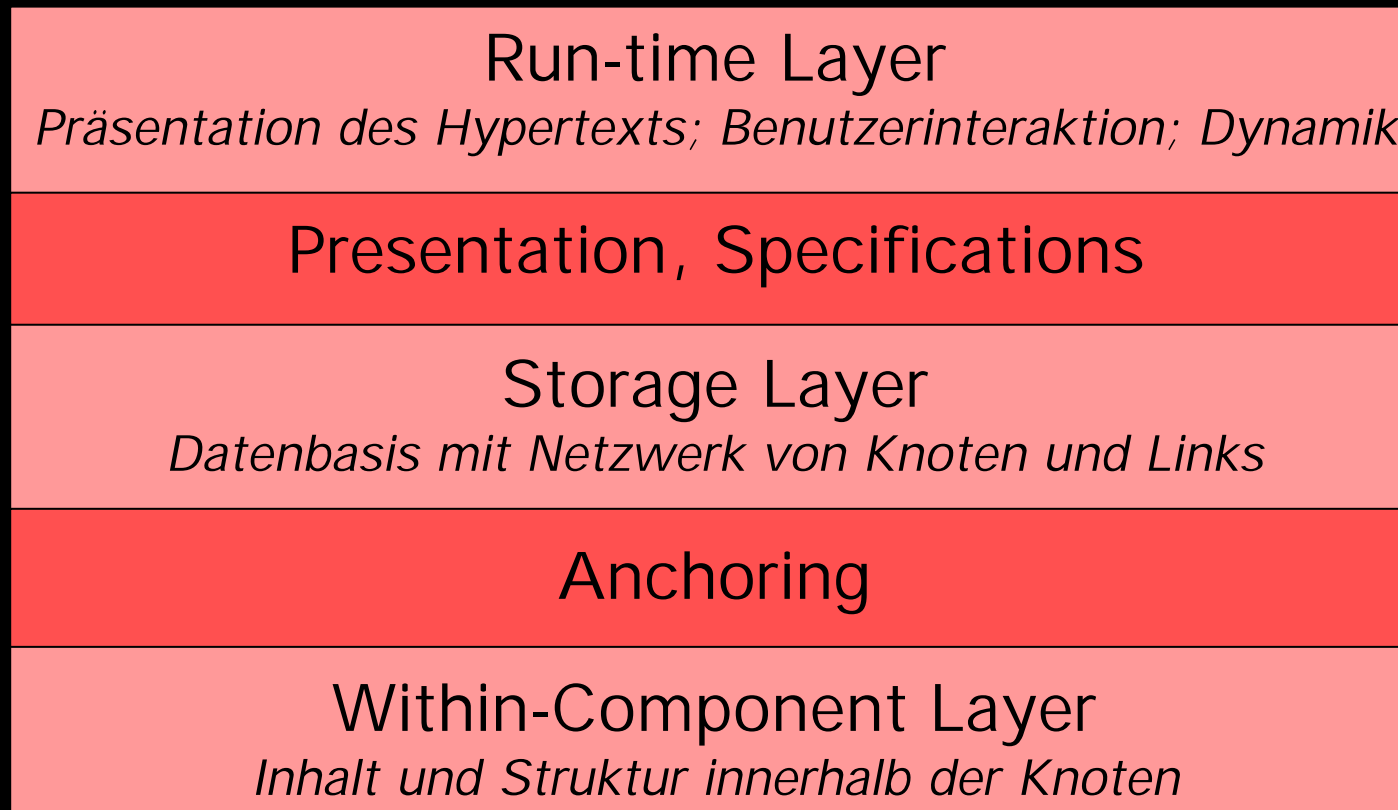 Run-time Layer
Präsentation des Hypertexts; Benutzerinteraktion; Dynamik
Presentation, Specifications
Storage Layer
Datenbasis mit Netzwerk von Knoten und Links
Anchoring
Within-Component Layer
Inhalt und Struktur innerhalb der Knoten